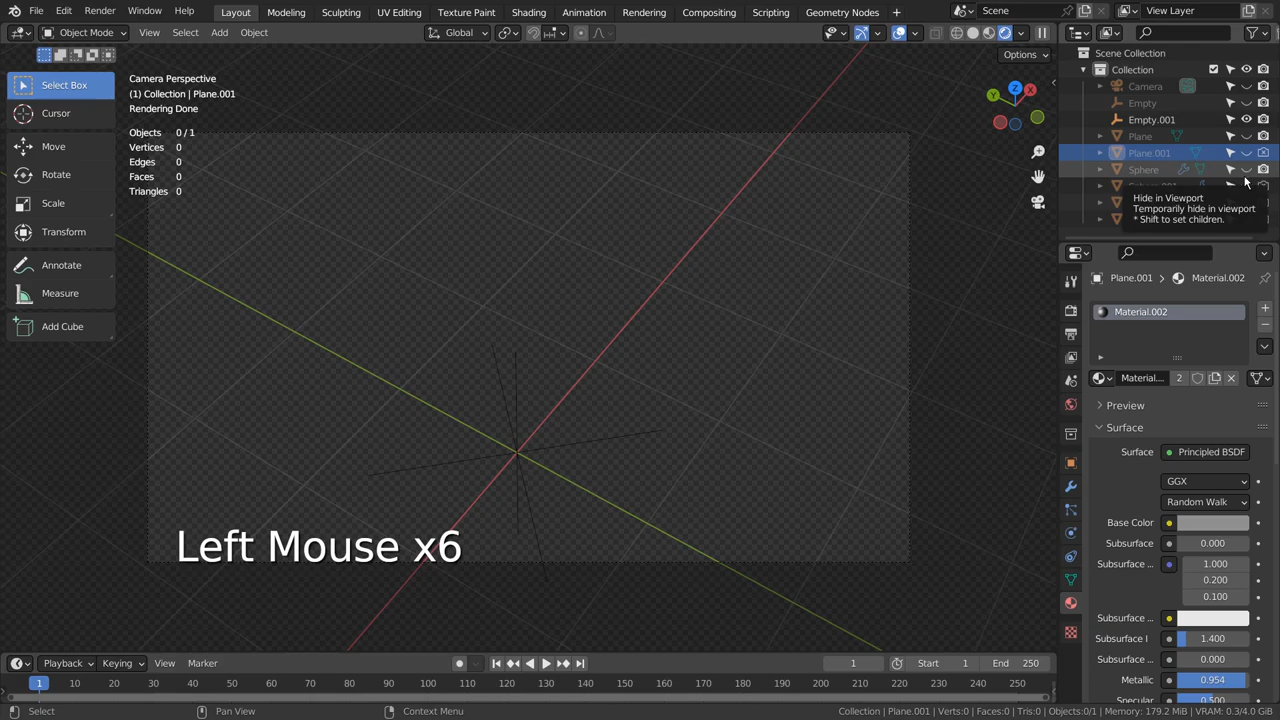 File Edit Render Window Help Layout Modeling Sculpting UV Editing Texture Paint Shading Animation Rendering Compositing Scripting Geometry Nodes + Scene View Layer
Object Mode View Select Add Object Global
Options
Select Box
Cursor
Move
Rotate
Scale
Transform
Annotate
Measure
Add Cube
Camera Perspective
(1) Collection | Plane.001
Rendering Done
Objects 0 / 1
Vertices 0
Edges 0
Faces 0
Triangles 0
X
Y
Z
Left Mouse x6
Scene Collection
Collection
Camera
Empty
Empty.001
Plane
Plane.001
Sphere
Hide in Viewport
Temporarily hide in viewport
* Shift to set children.
Plane.001 > Material.002
Material.002
Material.... 2
Preview
Surface
Surface Principled BSDF
GGX
Random Walk
Base Color
Subsurface 0.000
Subsurface ... 1.000
0.200
0.100
Subsurface ...
Subsurface I 1.400
Subsurface ... 0.000
Metallic 0.954
Specular 0.500
Playback Keying View Marker 1 Start 1 End 250
1 10 20 30 40 50 60 70 80 90 100 110 120 130 140 150 160 170 180 190 200 210 220 230 240 250
Select Pan View Context Menu Collection | Plane.001 | Verts:0 | Faces:0 | Tris:0 | Objects:0/1 | Memory: 179.2 MiB | VRAM: 0.3/4.0 GiB